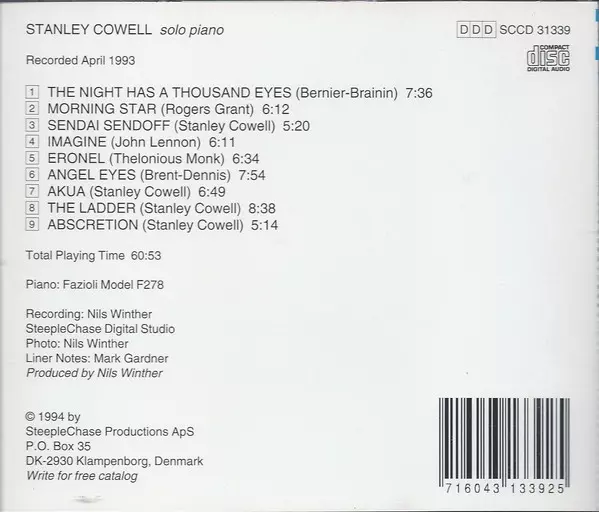 STANLEY COWELL solo piano
DDD SCCD 31339
Recorded April 1993
COMPACT
disc
DIGITAL AUDIO
1 THE NIGHT HAS A THOUSAND EYES (Bernier-Brainin) 7:36
2 MORNING STAR (Rogers Grant) 6:12
3 SENDAI SENDOFF (Stanley Cowell) 5:20
4 IMAGINE (John Lennon) 6:11
5 ERONEL (Thelonious Monk) 6:34
6 ANGEL EYES (Brent-Dennis) 7:54
7 AKUA (Stanley Cowell) 6:49
8 THE LADDER (Stanley Cowell) 8:38
9 ABSCRETION (Stanley Cowell) 5:14
Total Playing Time 60:53
Piano: Fazioli Model F278
Recording: Nils Winther
SteepleChase Digital Studio
Photo: Nils Winther
Liner Notes: Mark Gardner
Produced by Nils Winther
© 1994 by
SteepleChase Productions ApS
P.O. Box 35
DK-2930 Klampenborg, Denmark
Write for free catalog
716043 133925